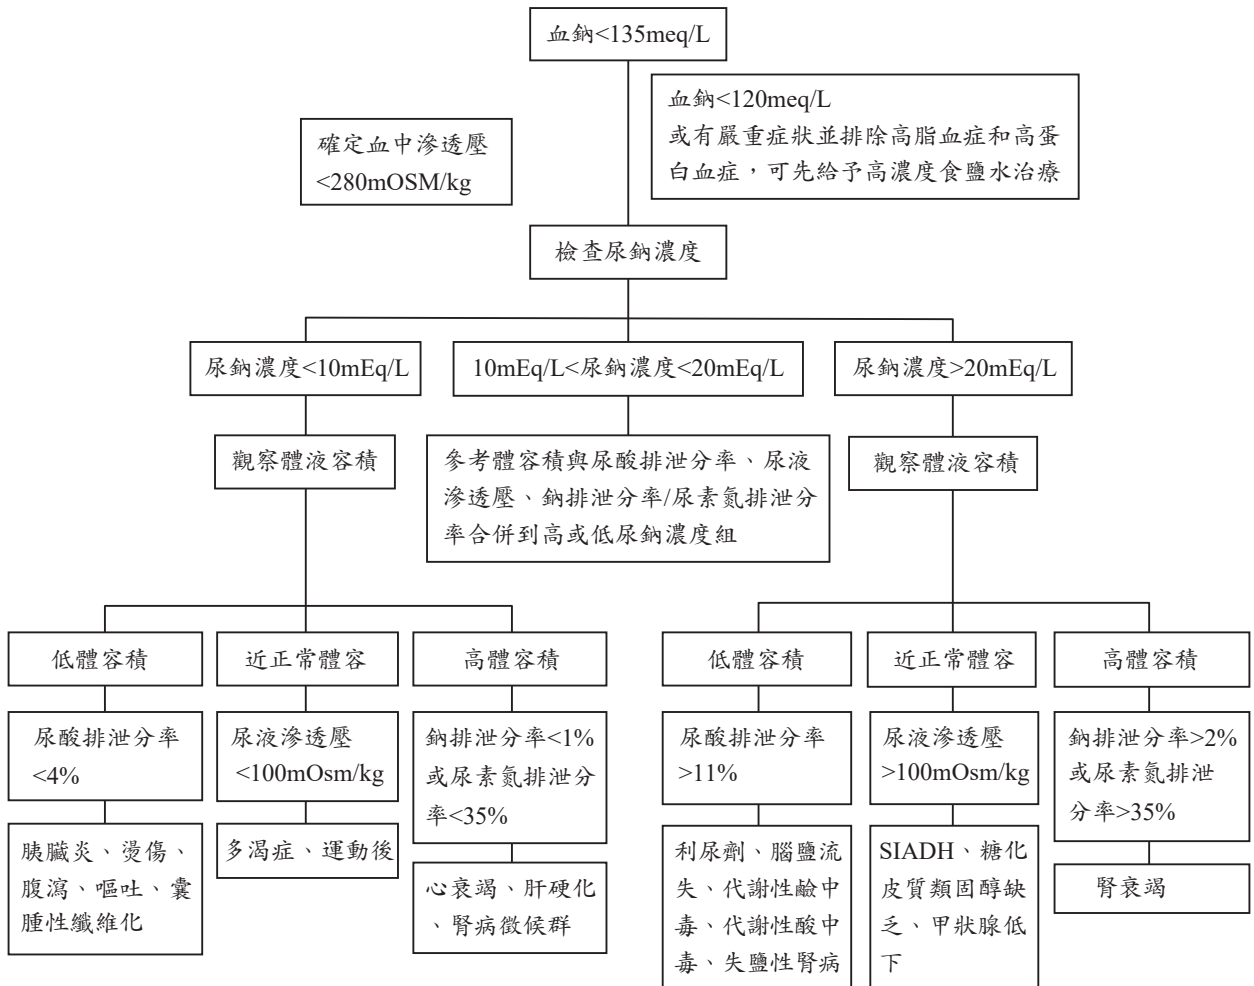 血鈉<135meq/L
血鈉<120meq/L
或有嚴重症狀並排除高脂血症和高蛋
白血症，可先給予高濃度食鹽水治療
確定血中滲透壓
<280mOSM/kg
檢查尿鈉濃度
尿鈉濃度<10mEq/L
10mEq/L<尿鈉濃度<20mEq/L
尿鈉濃度>20mEq/L
觀察體液容積
參考體容積與尿酸排泄分率、尿液
滲透壓、鈉排泄分率/尿素氮排泄分
率合併到高或低尿鈉濃度組
觀察體液容積
低體容積
近正常體容
高體容積
低體容積
近正常體容
高體容積
尿酸排泄分率
<4%
尿液滲透壓
<100mOsm/kg
鈉排泄分率<1%
或尿素氮排泄分
率<35%
尿酸排泄分率
>11%
尿液滲透壓
>100mOsm/kg
鈉排泄分率>2%
或尿素氮排泄
分率>35%
胰臟炎、燙傷、
腹瀉、嘔吐、囊
腫性纖維化
多渴症、運動後
心衰竭、肝硬化
、腎病徵候群
利尿劑、腦鹽流
失、代謝性鹼中
毒、代謝性酸中
毒、失鹽性腎病
SIADH、糖化
皮質類固醇缺
乏、甲狀腺低
下
腎衰竭